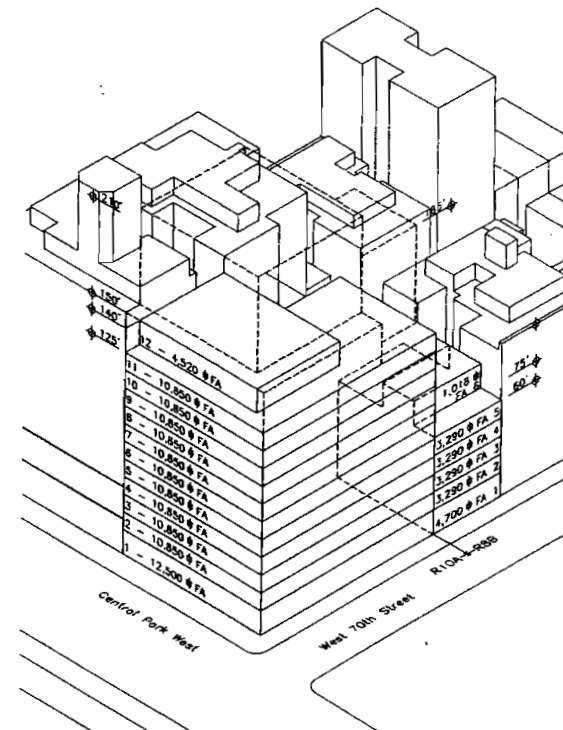 210'
150'
140'
125'
75'
60'
12 - 4,520 ⌀ FA
11 - 10,850 ⌀ FA
10 - 10,850 ⌀ FA
9 - 10,850 ⌀ FA
8 - 10,850 ⌀ FA
7 - 10,850 ⌀ FA
6 - 10,850 ⌀ FA
5 - 10,850 ⌀ FA
4 - 10,850 ⌀ FA
3 - 10,850 ⌀ FA
2 - 10,850 ⌀ FA
1 - 12,500 ⌀ FA
1,018 ⌀
FA 6
3,290 ⌀ FA 5
3,290 ⌀ FA 4
3,290 ⌀ FA 3
3,290 ⌀ FA 2
4,700 ⌀ FA 1
R10A
R8B
Central Park West
West 70th Street